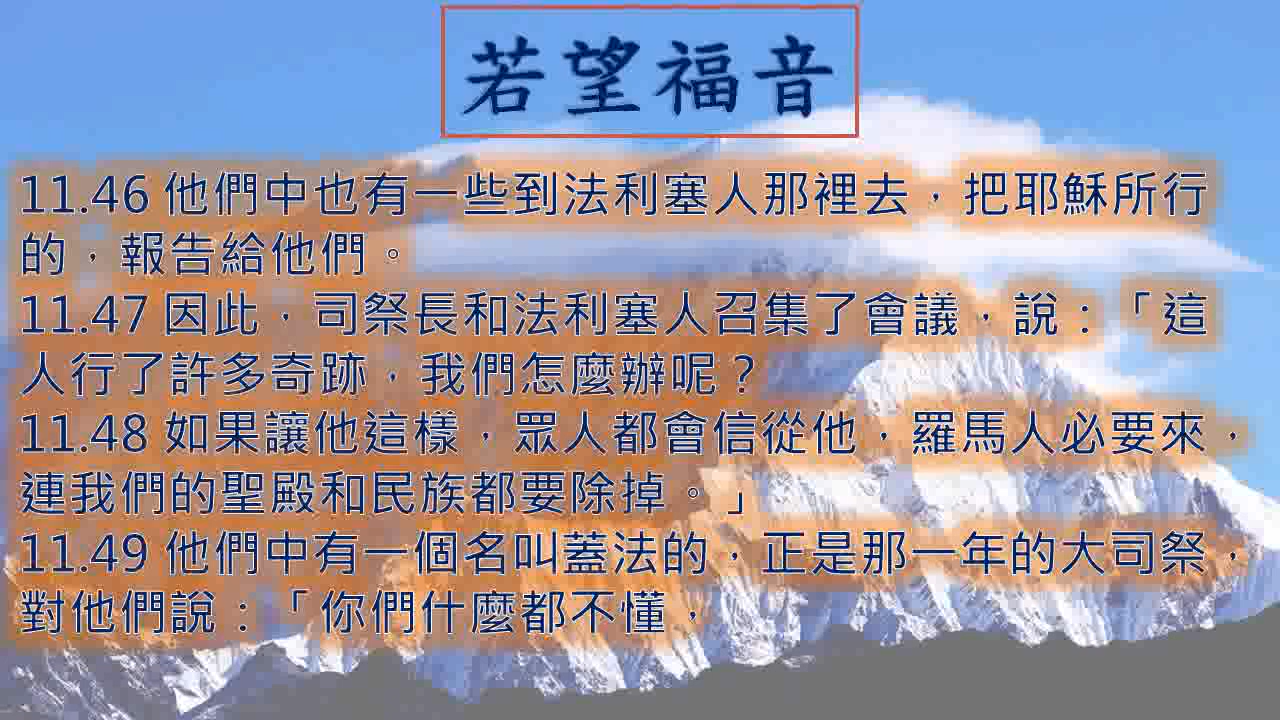 若望福音
11.46 他們中也有一些到法利塞人那裡去，把耶穌所行
的，報告給他們。
11.47 因此，司祭長和法利塞人召集了會議，說：「這
人行了許多奇跡，我們怎麼辦呢？
11.48 如果讓他這樣，眾人都會信從他，羅馬人必要來，
連我們的聖殿和民族都要除掉。」
11.49 他們中有一個名叫蓋法的，正是那一年的大司祭，
對他們說：「你們什麼都不懂，